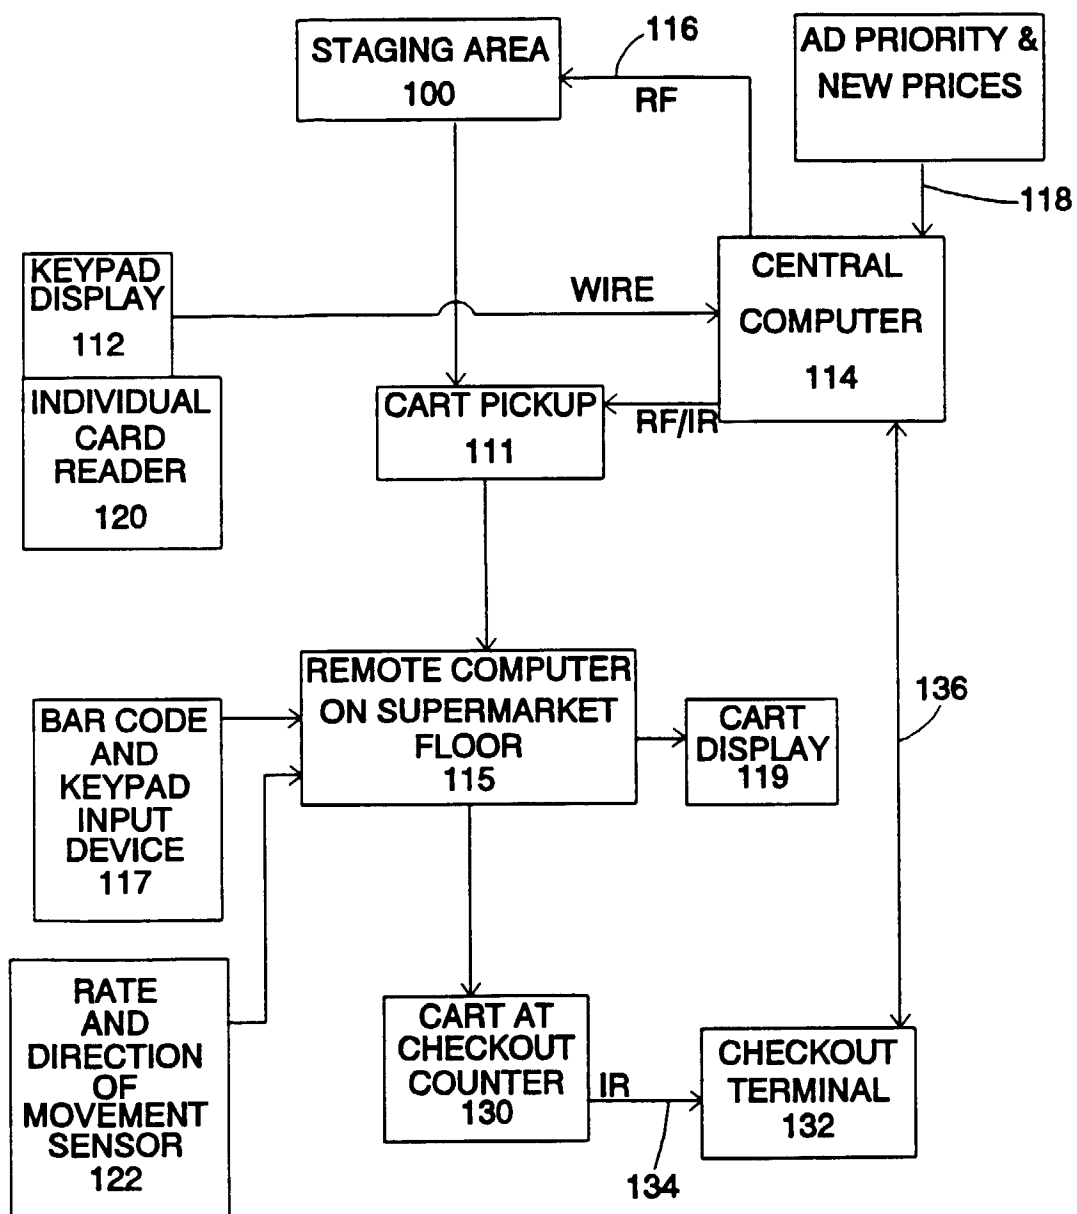 STAGING AREA
100
116
RF
AD PRIORITY &
NEW PRICES
118
KEYPAD
DISPLAY
112
WIRE
CENTRAL
COMPUTER
114
INDIVIDUAL
CARD
READER
120
CART PICKUP
111
RF/IR
REMOTE COMPUTER
ON SUPERMARKET
FLOOR
115
BAR CODE
AND
KEYPAD
INPUT
DEVICE
117
CART
DISPLAY
119
136
RATE
AND
DIRECTION
OF
MOVEMENT
SENSOR
122
CART AT
CHECKOUT
COUNTER
130
IR
134
CHECKOUT
TERMINAL
132